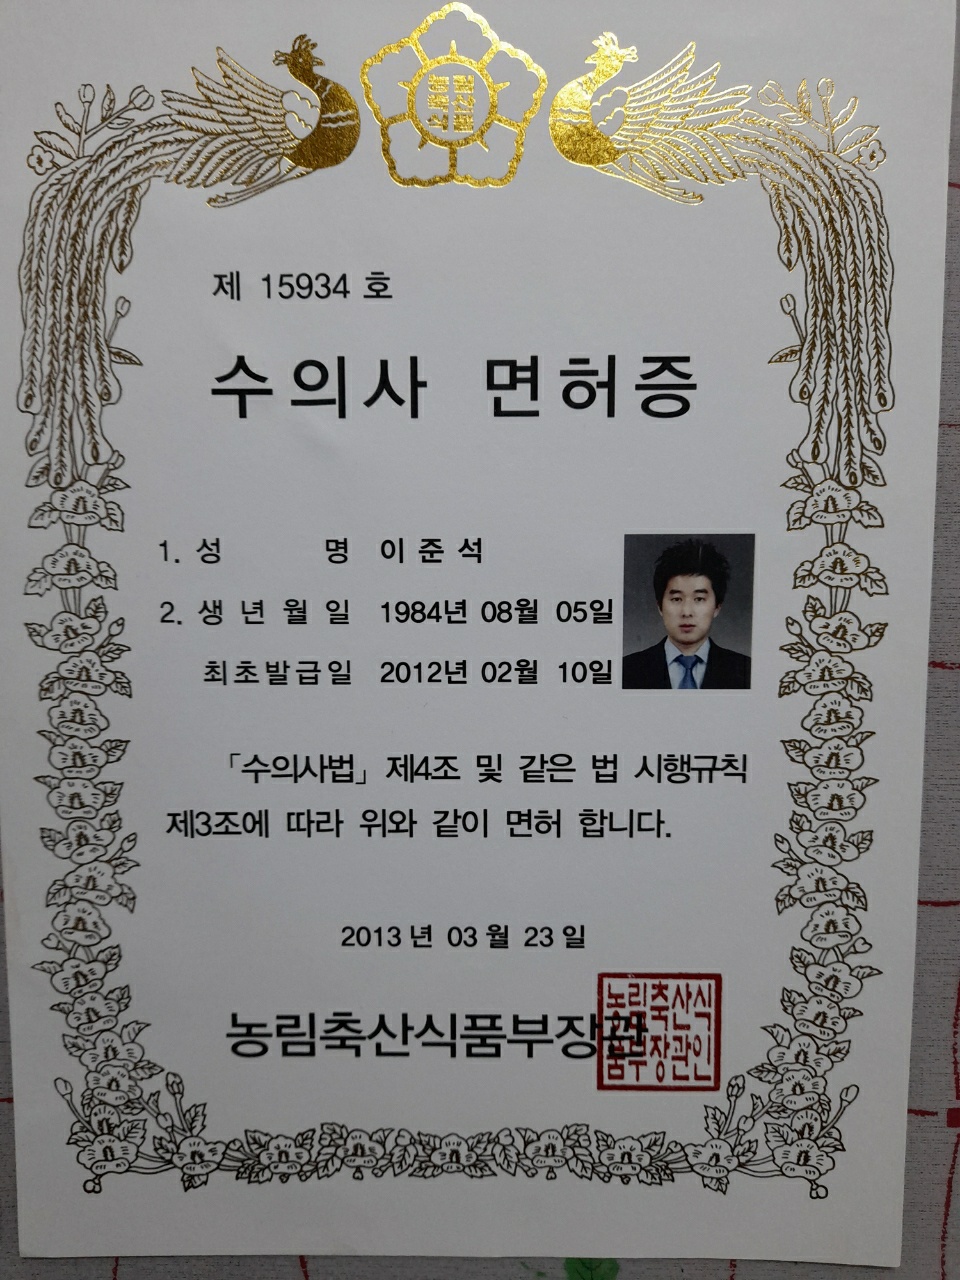 농림
축산
식품
제 15934 호
수의사 면허증
1. 성 명 이 준 석
2. 생 년 월 일 1984년 08월 05일
최초발급일 2012년 02월 10일
「수의사법」 제4조 및 같은 법 시행규칙
제3조에 따라 위와 같이 면허 합니다.
2013 년 03 월 23 일
농림축산식품부장관
농림축산식
품부장관인